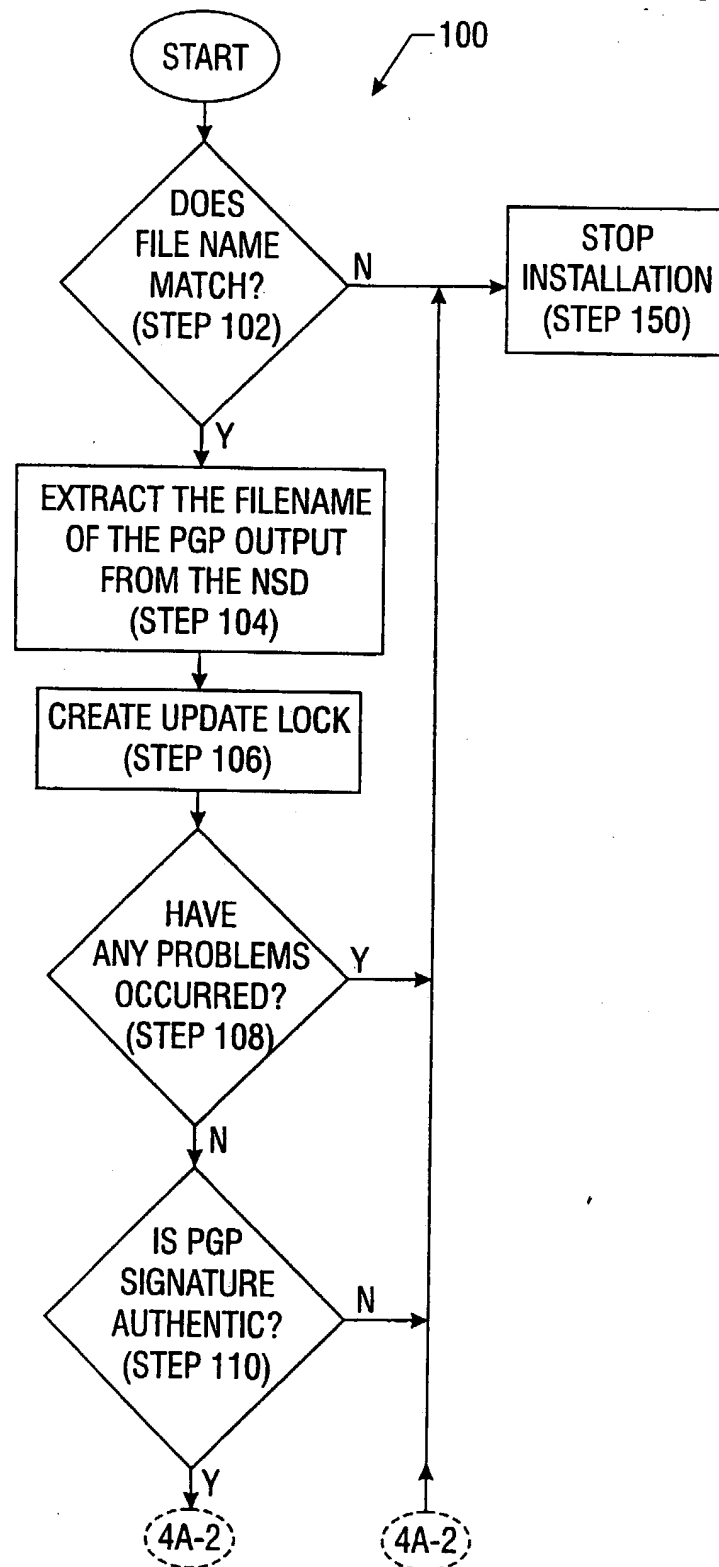 START
100
DOES
FILE NAME
MATCH?
(STEP 102)
N
STOP
INSTALLATION
(STEP 150)
Y
EXTRACT THE FILENAME
OF THE PGP OUTPUT
FROM THE NSD
(STEP 104)
CREATE UPDATE LOCK
(STEP 106)
HAVE
ANY PROBLEMS
OCCURRED?
(STEP 108)
Y
N
IS PGP
SIGNATURE
AUTHENTIC?
(STEP 110)
N
Y
4A-2
4A-2